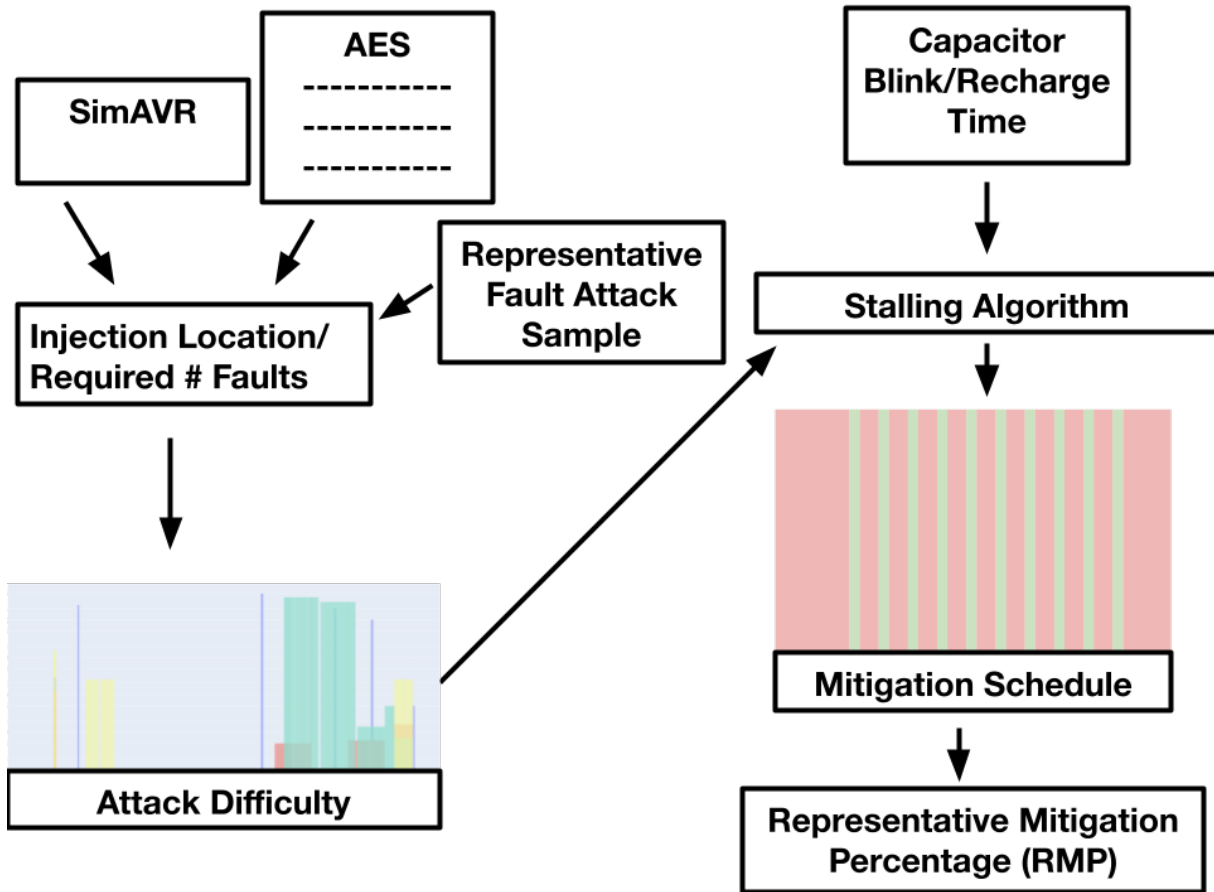 SimAVR
AES
Representative
Fault Attack
Sample
Injection Location/
Required # Faults
Attack Difficulty
Capacitor
Blink/Recharge
Time
Stalling Algorithm
Mitigation Schedule
Representative Mitigation
Percentage (RMP)